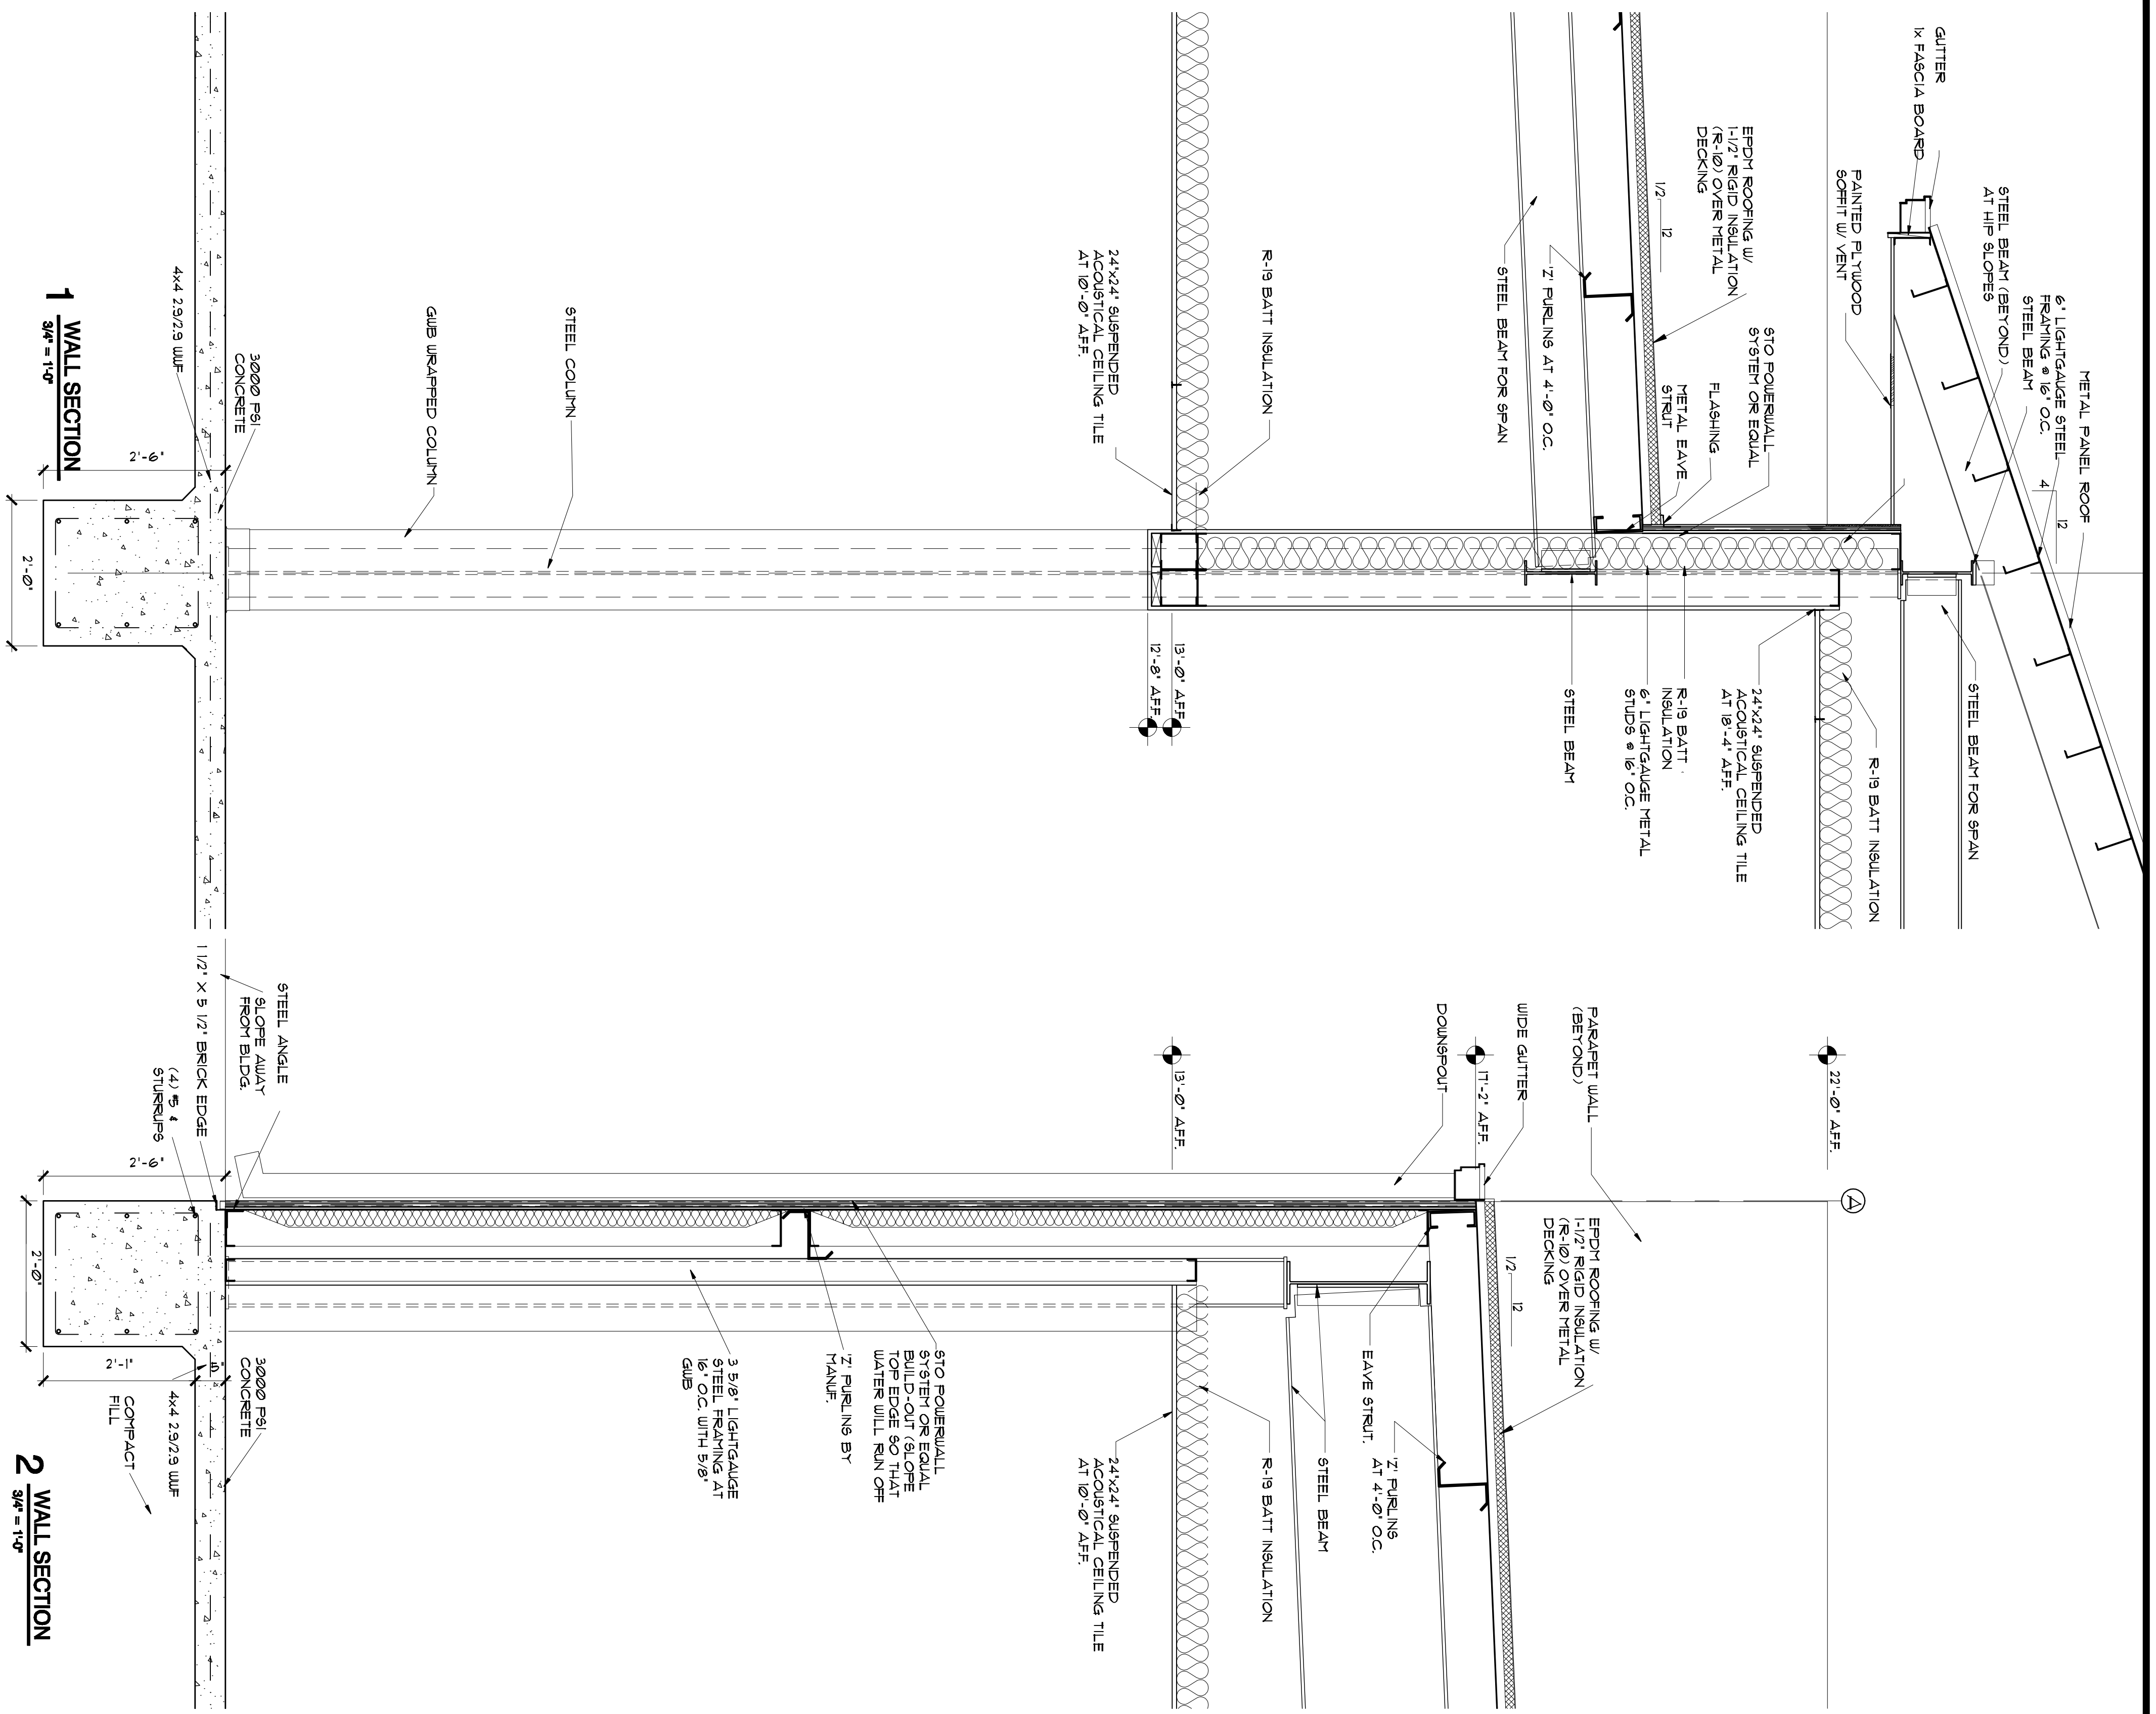 GUTTER
1x FASCIA BOARD
STEEL BEAM (BEYOND)
AT HIP SLOPES
6" LIGHTGAUGE STEEL
FRAMING @ 16" O.C.
STEEL BEAM
METAL PANEL ROOF
4
12
PAINTED PLYWOOD
SOFFIT W/ VENT
EPDM ROOFING W/
1-1/2" RIGID INSULATION
(R-10) OVER METAL
DECKING
1/2
12
STO POWERWALL
SYSTEM OR EQUAL
FLASHING
METAL EAVE
STRUT
'Z' PURLINS AT 4'-0" O.C.
STEEL BEAM FOR SPAN
R-19 BATT INSULATION
24"x24" SUSPENDED
ACOUSTICAL CEILING TILE
AT 10'-0" A.F.F.
STEEL BEAM FOR SPAN
R-19 BATT INSULATION
24"x24" SUSPENDED
ACOUSTICAL CEILING TILE
AT 18'-4" A.F.F.
R-19 BATT
INSULATION
6" LIGHTGAUGE METAL
STUDS @ 16" O.C.
STEEL BEAM
13'-0" A.F.F.
12'-8" A.F.F.
STEEL COLUMN
GWB WRAPPED COLUMN
3000 PSI
CONCRETE
4x4 2.9/2.9 WWF
2'-6"
2'-0"
1 WALL SECTION
3/4" = 1'-0"
22'-0" A.F.F.
A
PARAPET WALL
(BEYOND)
WIDE GUTTER
17'-2" A.F.F.
DOWNSPOUT
13'-0" A.F.F.
EPDM ROOFING W/
1-1/2" RIGID INSULATION
(R-10) OVER METAL
DECKING
1/2
12
'Z' PURLINS
AT 4'-0" O.C.
EAVE STRUT.
STEEL BEAM
R-19 BATT INSULATION
24"x24" SUSPENDED
ACOUSTICAL CEILING TILE
AT 10'-0" A.F.F.
STO POWERWALL
SYSTEM OR EQUAL
BUILD-OUT (SLOPE
TOP EDGE SO THAT
WATER WILL RUN OFF
'Z' PURLINS BY
MANUF.
3 5/8" LIGHTGAUGE
STEEL FRAMING AT
16" O.C. WITH 5/8"
GWB
STEEL ANGLE
SLOPE AWAY
FROM BLDG.
1 1/2" X 5 1/2" BRICK EDGE
(4) #5 &
STURRUPS
2'-6"
2'-0"
2'-1"
5"
3000 PSI
CONCRETE
4x4 2.9/2.9 WWF
COMPACT
FILL
2 WALL SECTION
3/4" = 1'-0"